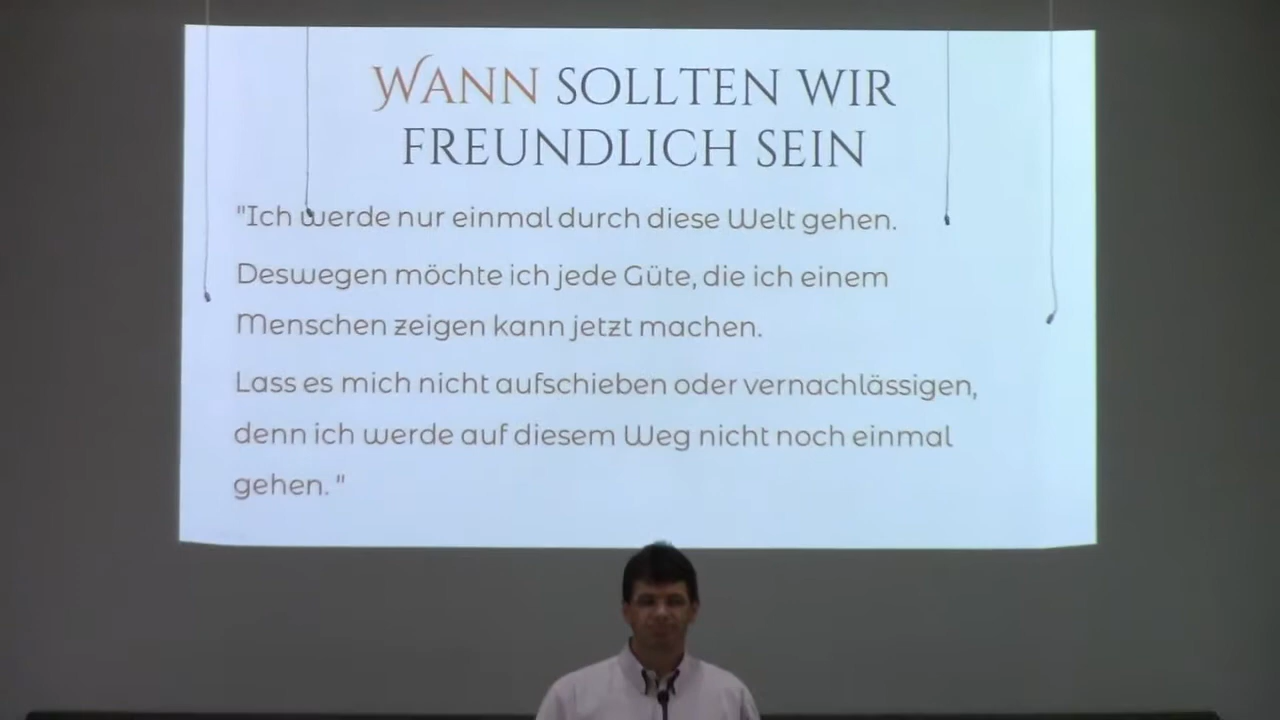 WANN SOLLTEN WIR
FREUNDLICH SEIN
"Ich werde nur einmal durch diese Welt gehen.
Deswegen möchte ich jede Güte, die ich einem
Menschen zeigen kann jetzt machen.
Lass es mich nicht aufschieben oder vernachlässigen,
denn ich werde auf diesem Weg nicht noch einmal
gehen. "